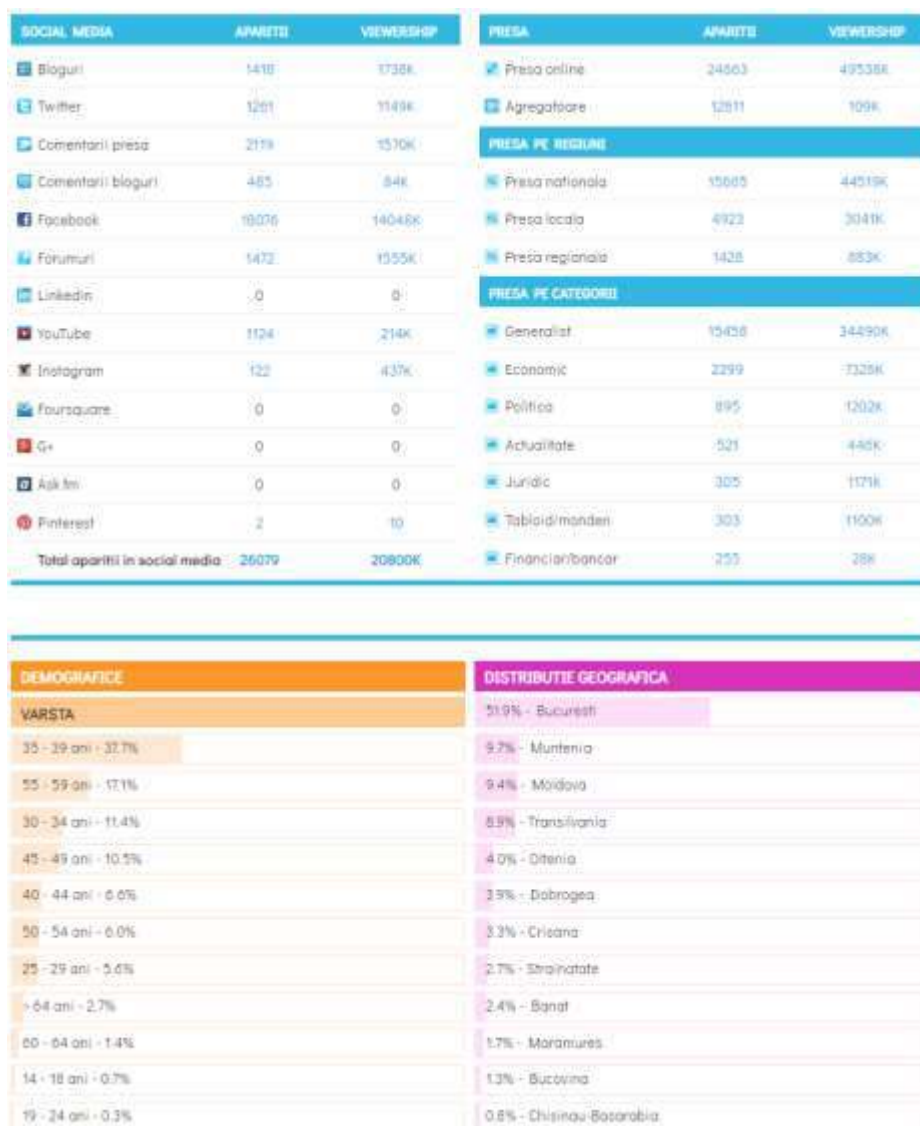 SOCIAL MEDIA APARITII VIEWERSHIP
Bloguri 1418 1738K
Twitter 1261 1149K
Comentarii presa 2119 1570K
Comentarii bloguri 485 84K
Facebook 18076 14048K
Forumuri 1472 1555K
Linkedin 0 0
YouTube 1124 214K
Instagram 122 437K
Foursquare 0 0
G+ 0 0
Ask fm 0 0
Pinterest 2 10
Total aparitii in social media 26079 20800K
PRESA APARITII VIEWERSHIP
Presa online 24663 49538K
Agregatoare 12811 109K
PRESA PE REGIUNI
Presa nationala 15665 44519K
Presa locala 4923 3041K
Presa regionala 1428 883K
PRESA PE CATEGORII
Generalist 15458 34490K
Economic 2299 7328K
Politica 895 1202K
Actualitate 521 446K
Juridic 305 1171K
Tabloid/monden 303 1100K
Financiar/bancar 255 28K
DEMOGRAFICE
VARSTA
35 - 39 ani - 37.7%
55 - 59 ani - 17.1%
30 - 34 ani - 11.4%
45 - 49 ani - 10.5%
40 - 44 ani - 6.6%
50 - 54 ani - 6.0%
25 - 29 ani - 5.6%
> 64 ani - 2.7%
60 - 64 ani - 1.4%
14 - 18 ani - 0.7%
19 - 24 ani - 0.3%
DISTRIBUTIE GEOGRAFICA
51.9% - Bucuresti
9.7% - Muntenia
9.4% - Moldova
8.9% - Transilvania
4.0% - Oltenia
3.9% - Dobrogea
3.3% - Crisana
2.7% - Strainatate
2.4% - Banat
1.7% - Maramures
1.3% - Bucovina
0.8% - Chisinau-Basarabia